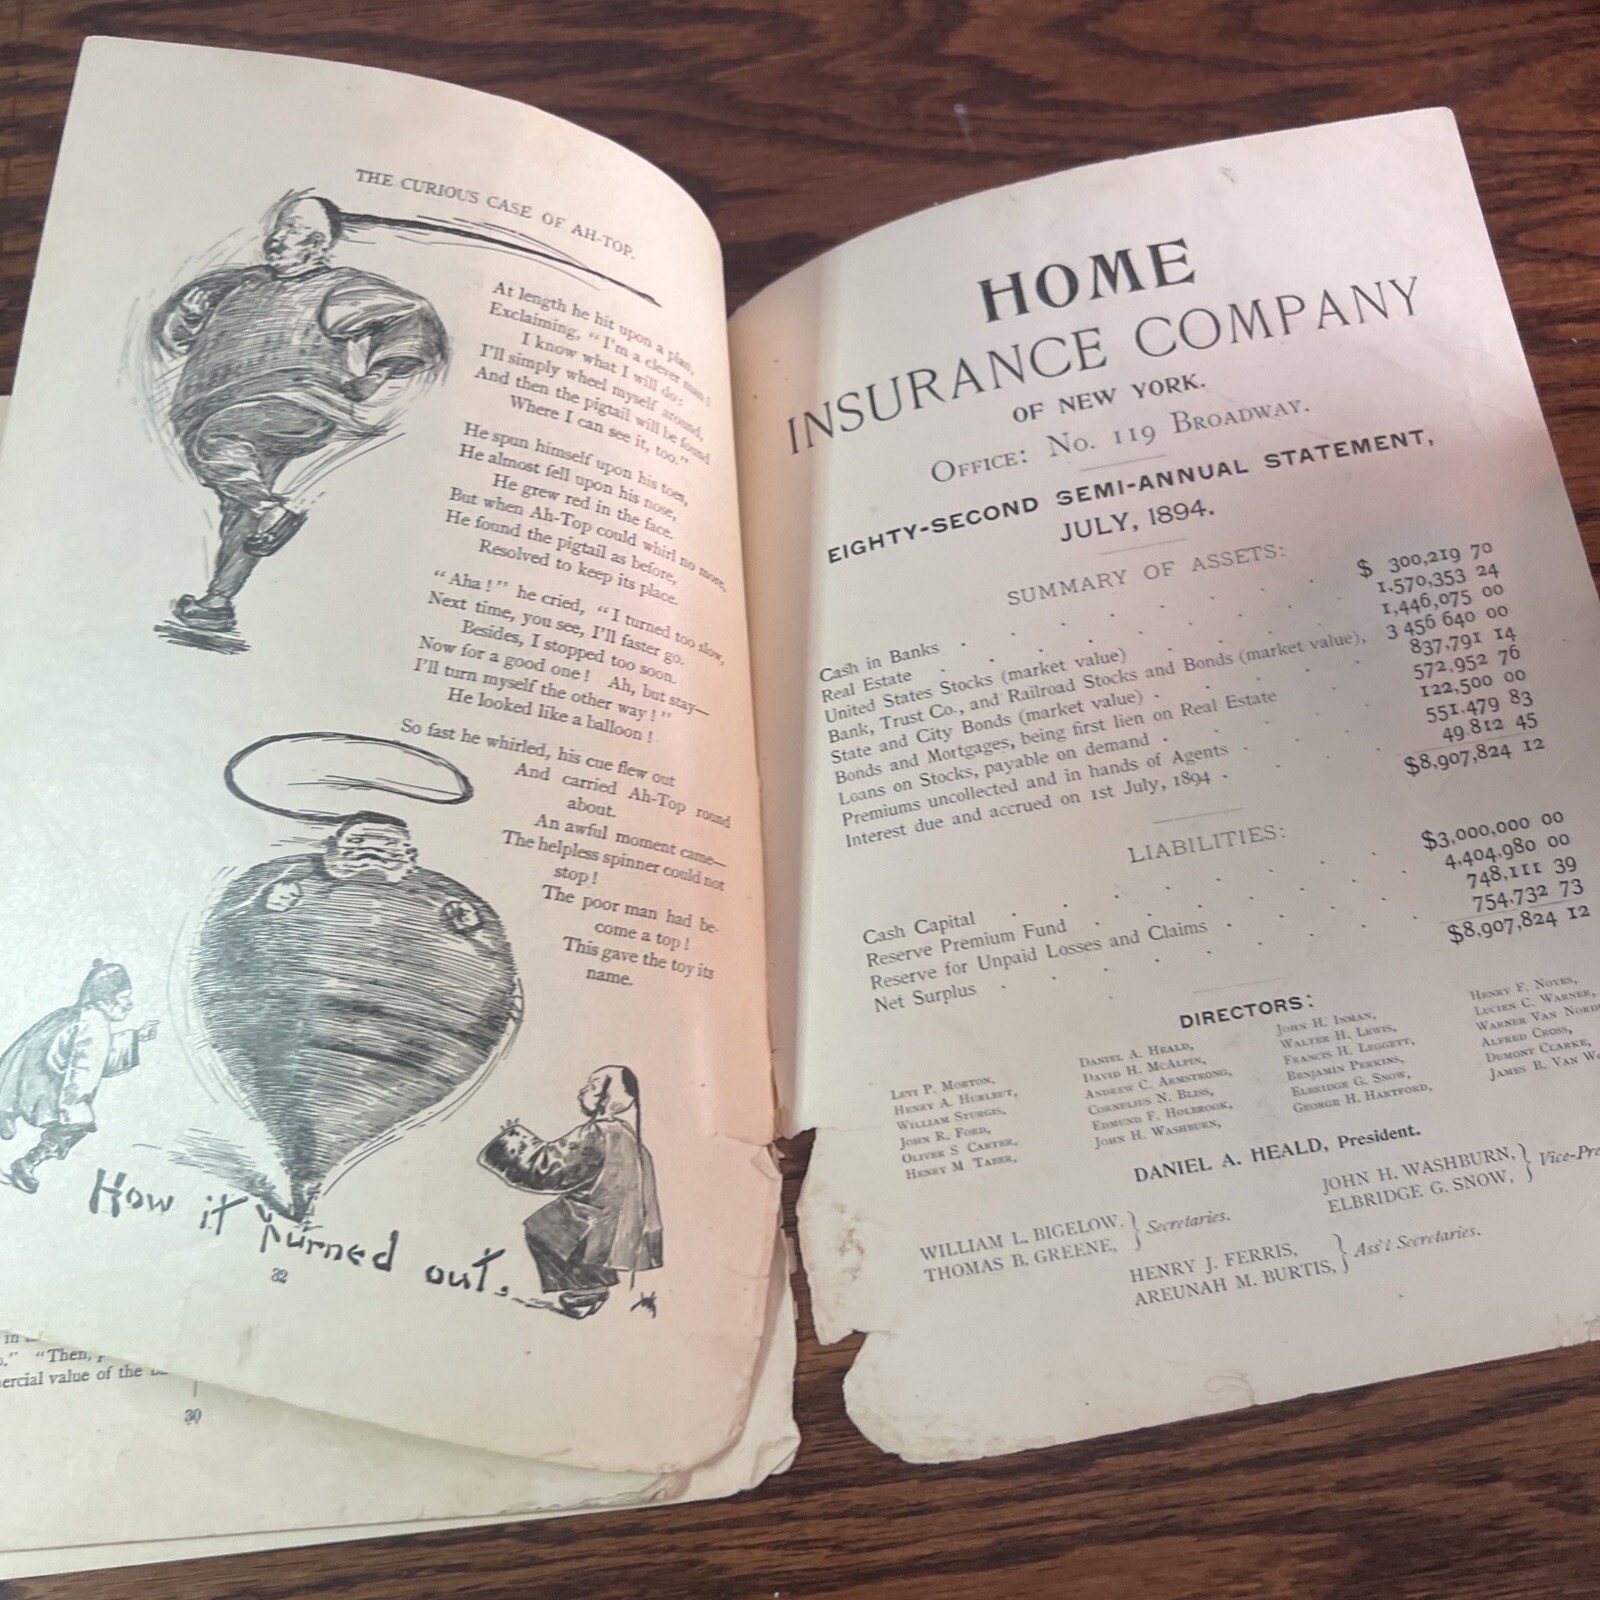 THE CURIOUS CASE OF AH-TOP.
At length he hit upon a plan,
Exclaiming, "I'm a clever man!
I know what I will do:
I'll simply wheel myself around,
And then the pigtail will be found
Where I can see it, too."
He spun himself upon his toes,
He almost fell upon his nose,
He grew red in the face.
But when Ah-Top could whirl no more,
He found the pigtail as before,
Resolved to keep its place.
"Aha!" he cried, "I turned too slow,
Next time, you see, I'll faster go.
Besides, I stopped too soon.
Now for a good one! Ah, but stay—
I'll turn myself the other way!"
He looked like a balloon!
So fast he whirled, his cue flew out
And carried Ah-Top round
about.
An awful moment came—
The helpless spinner could not
stop!
The poor man had be-
come a top!
This gave the toy its
name.
How it turned out.
32
in
" "Then,
value of the
30
HOME
INSURANCE COMPANY
OF NEW YORK.
OFFICE: No. 119 BROADWAY.
EIGHTY-SECOND SEMI-ANNUAL STATEMENT,
JULY, 1894.
SUMMARY OF ASSETS:
Cash in Banks $ 300,219 70
Real Estate 1,570,353 24
United States Stocks (market value) 1,446,075 00
Bank, Trust Co., and Railroad Stocks and Bonds (market value), 3 456 640 00
State and City Bonds (market value) 837,791 14
Bonds and Mortgages, being first lien on Real Estate 572,952 76
Loans on Stocks, payable on demand 122,500 00
Premiums uncollected and in hands of Agents 551.479 83
Interest due and accrued on 1st July, 1894 49.812 45
$8,907,824 12
LIABILITIES:
Cash Capital $3,000,000 00
Reserve Premium Fund 4,404,980 00
Reserve for Unpaid Losses and Claims 748,111 39
Net Surplus 754,732 73
$8,907,824 12
DIRECTORS:
LEVI P. MORTON,
HENRY A. HURLBUT,
WILLIAM STURGIS,
JOHN R. FORD,
OLIVER S CARTER,
HENRY M TABER,
DANIEL A. HEALD,
DAVID H. MCALPIN,
ANDREW C. ARMSTRONG,
CORNELIUS N. BLISS,
EDMUND F. HOLBROOK,
JOHN H. WASHBURN,
JOHN H. INMAN,
WALTER H. LEWIS,
FRANCIS H. LEGGETT,
BENJAMIN PERKINS,
ELBRIDGE G. SNOW,
GEORGE H. HARTFORD,
HENRY F. NOYES,
LUCIEN C. WARNER,
WARNER VAN
ALFRED CROSS,
DUMONT CLARKE,
JAMES B. VAN
DANIEL A. HEALD, President.
JOHN H. WASHBURN,
ELBRIDGE G. SNOW, } Vice-Pre
WILLIAM L. BIGELOW,
THOMAS B. GREENE, } Secretaries.
HENRY J. FERRIS,
AREUNAH M. BURTIS, } Ass't Secretaries.